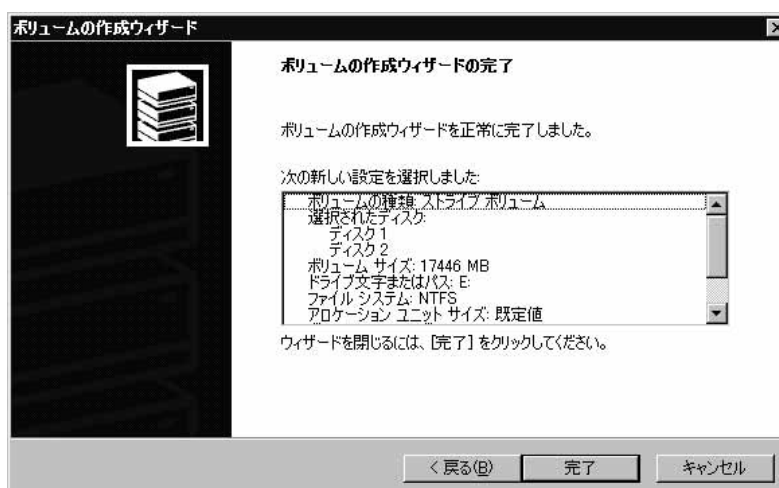 ボリュームの作成ウィザード
ボリュームの作成ウィザードの完了
ボリュームの作成ウィザードを正常に完了しました。
次の新しい設定を選択しました:
ボリュームの種類: ストライプ ボリューム
選択されたディスク:
ディスク 1
ディスク 2
ボリューム サイズ: 17446 MB
ドライブ文字またはパス: E:
ファイル システム: NTFS
アロケーション ユニット サイズ: 既定値
ウィザードを閉じるには、[完了] をクリックしてください。
< 戻る(B)
完了
キャンセル